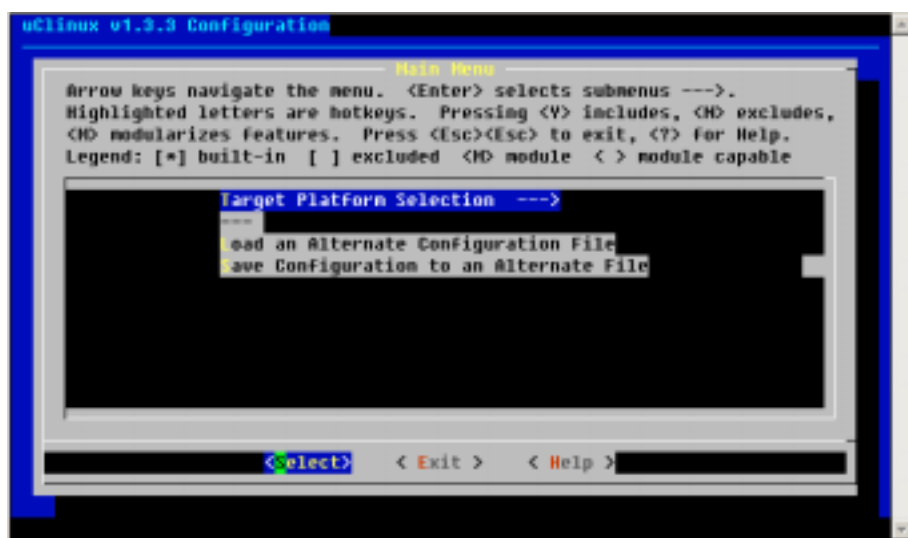 uClinux v1.3.3 Configuration
Main Menu
Arrow keys navigate the menu.  <Enter> selects submenus --->.
Highlighted letters are hotkeys.  Pressing <Y> includes, <N> excludes,
<M> modularizes features.  Press <Esc><Esc> to exit, <?> for Help.
Legend: [*] built-in  [ ] excluded  <M> module  < > module capable
Target Platform Selection  --->
---
Load an Alternate Configuration File
Save Configuration to an Alternate File
<Select>    < Exit >    < Help >